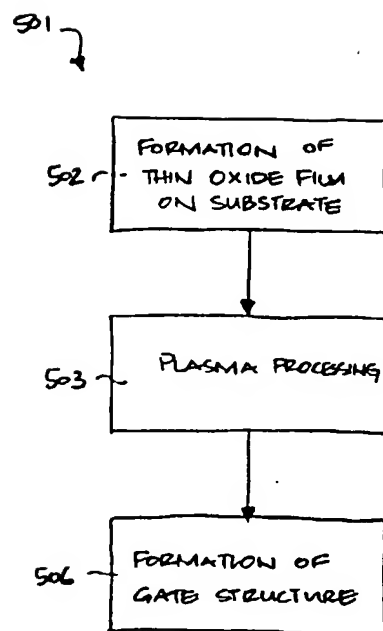 501
FORMATION OF
502 THIN OXIDE FILM
ON SUBSTRATE
503 PLASMA PROCESSING
506 FORMATION OF
GATE STRUCTURE